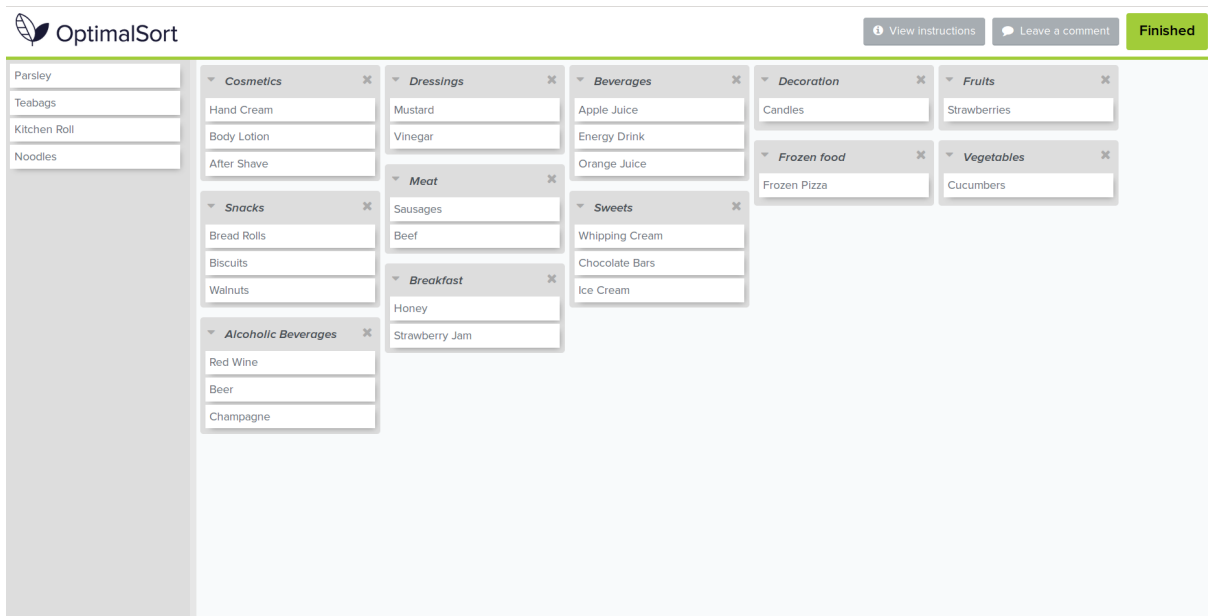 OptimalSort
View instructions
Leave a comment
Finished
Parsley
Teabags
Kitchen Roll
Noodles
Cosmetics
Hand Cream
Body Lotion
After Shave
Snacks
Bread Rolls
Biscuits
Walnuts
Alcoholic Beverages
Red Wine
Beer
Champagne
Dressings
Mustard
Vinegar
Meat
Sausages
Beef
Breakfast
Honey
Strawberry Jam
Beverages
Apple Juice
Energy Drink
Orange Juice
Sweets
Whipping Cream
Chocolate Bars
Ice Cream
Decoration
Candles
Frozen food
Frozen Pizza
Fruits
Strawberries
Vegetables
Cucumbers